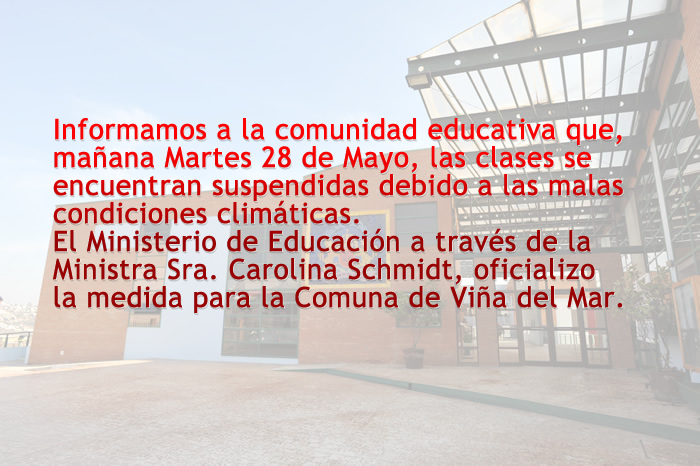 Informamos a la comunidad educativa que,
mañana Martes 28 de Mayo, las clases se
encuentran suspendidas debido a las malas
condiciones climáticas.
El Ministerio de Educación a través de la
Ministra Sra. Carolina Schmidt, oficializo
la medida para la Comuna de Viña del Mar.